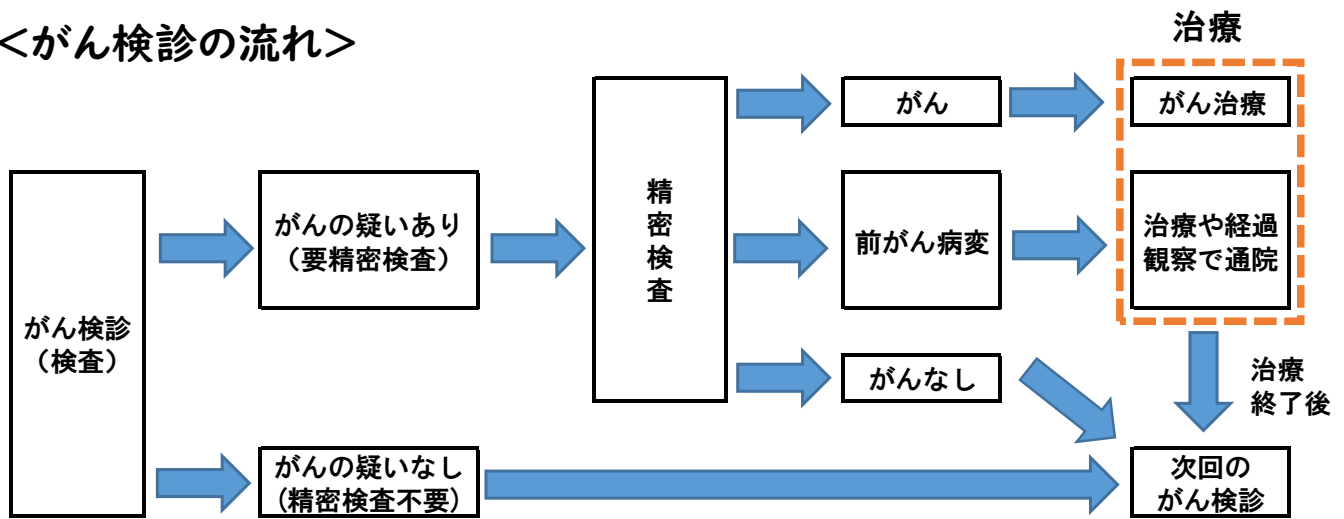 <がん検診の流れ>
治療
がん検診
（検査）
がんの疑いあり
（要精密検査）
がんの疑いなし
(精密検査不要)
精密検査
がん
前がん病変
がんなし
がん治療
治療や経過
観察で通院
治療
終了後
次回の
がん検診